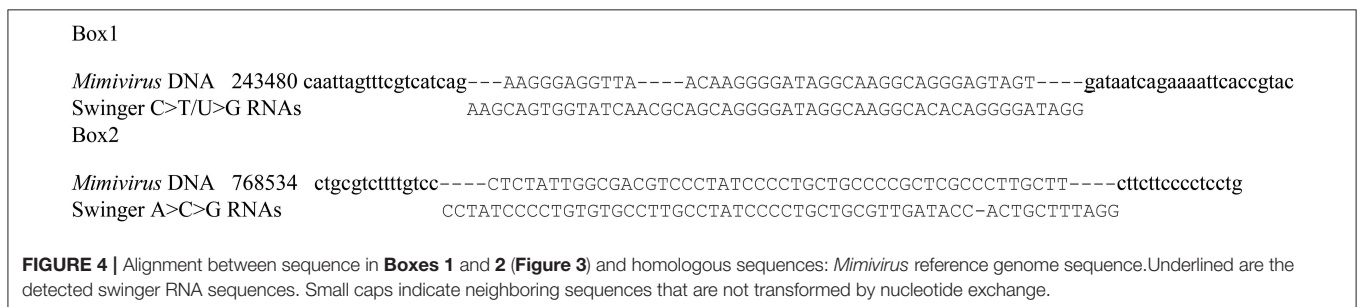 Box1
Mimivirus DNA 243480 caattagtttcgtcatcag---AAGGGAGGTTA----ACAAGGGGATAGGCAAGGCAGGGAGTAGT----gataatcagaaaattcaccgtac
Swinger C>T/U>G RNAs AAGCAGTGGTATCAACGCAGCAGGGGATAGGCAAGGCACACAGGGGATAGG
Box2
Mimivirus DNA 768534 ctgcgtcttttgtcc----CTCTATTGGCGACGTCCCTATCCCCTGCTGCCCCGCTCGCCCTTGCTT----cttcttcccctcctg
Swinger A>C>G RNAs CCTATCCCCTGTGTGCCTTGCCTATCCCCTGCTGCGTTGATACC-ACTGCTTTAGG
FIGURE 4 | Alignment between sequence in Boxes 1 and 2 (Figure 3) and homologous sequences: Mimivirus reference genome sequence.Underlined are the
detected swinger RNA sequences. Small caps indicate neighboring sequences that are not transformed by nucleotide exchange.